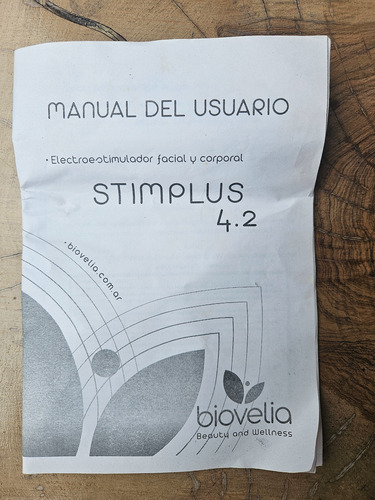 MANUAL DEL USUARIO
· Electroestimulador facial y corporal
STIMPLUS
4.2
· biovelia.com.ar
biovelia
Beauty and Wellness